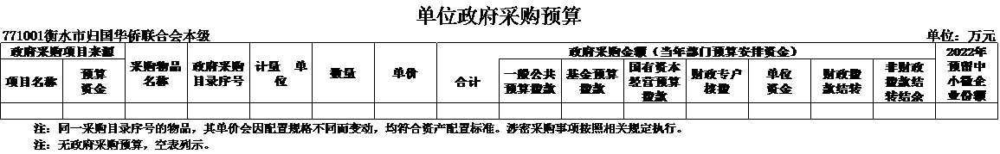 单位政府采购预算
771001衡水市归国华侨联合会本级 单位：万元
政府采购项目来源 采购物品名称 政府采购目录序号 计量 单位 数量 单价 政府采购金额（当年部门预算安排资金） 2022年预留中小微企业份额
项目名称 预算资金 合计 一般公共预算拨款 基金预算拨款 国有资本经营预算拨款 财政专户核拨 单位资金 财政拨款结转 非财政拨款结转结余
注：同一采购目录序号的物品，其单价会因配置规格不同而变动，均符合资产配置标准。涉密采购事项按照相关规定执行。
注：无政府采购预算，空表列示。